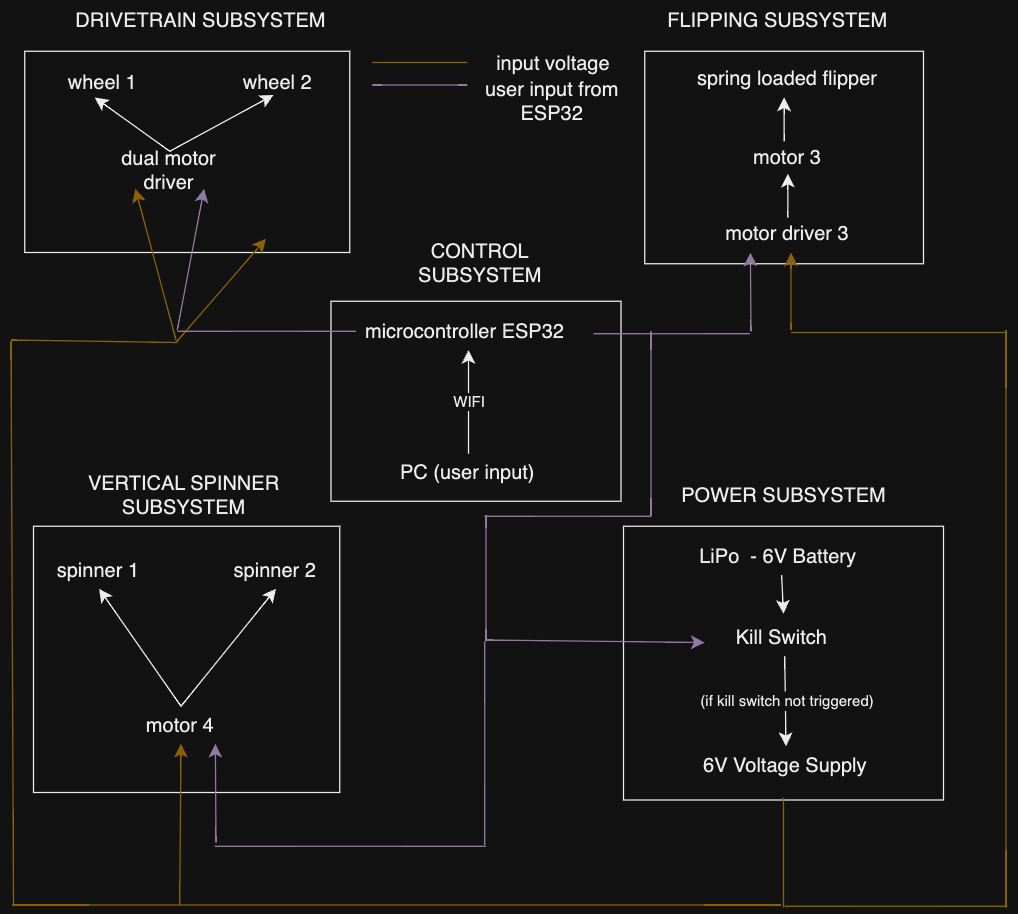 DRIVETRAIN SUBSYSTEM
wheel 1
wheel 2
dual motor
driver
input voltage
user input from
ESP32
FLIPPING SUBSYSTEM
spring loaded flipper
motor 3
motor driver 3
CONTROL
SUBSYSTEM
microcontroller ESP32
WIFI
PC (user input)
VERTICAL SPINNER
SUBSYSTEM
spinner 1
spinner 2
motor 4
POWER SUBSYSTEM
LiPo - 6V Battery
Kill Switch
(if kill switch not triggered)
6V Voltage Supply